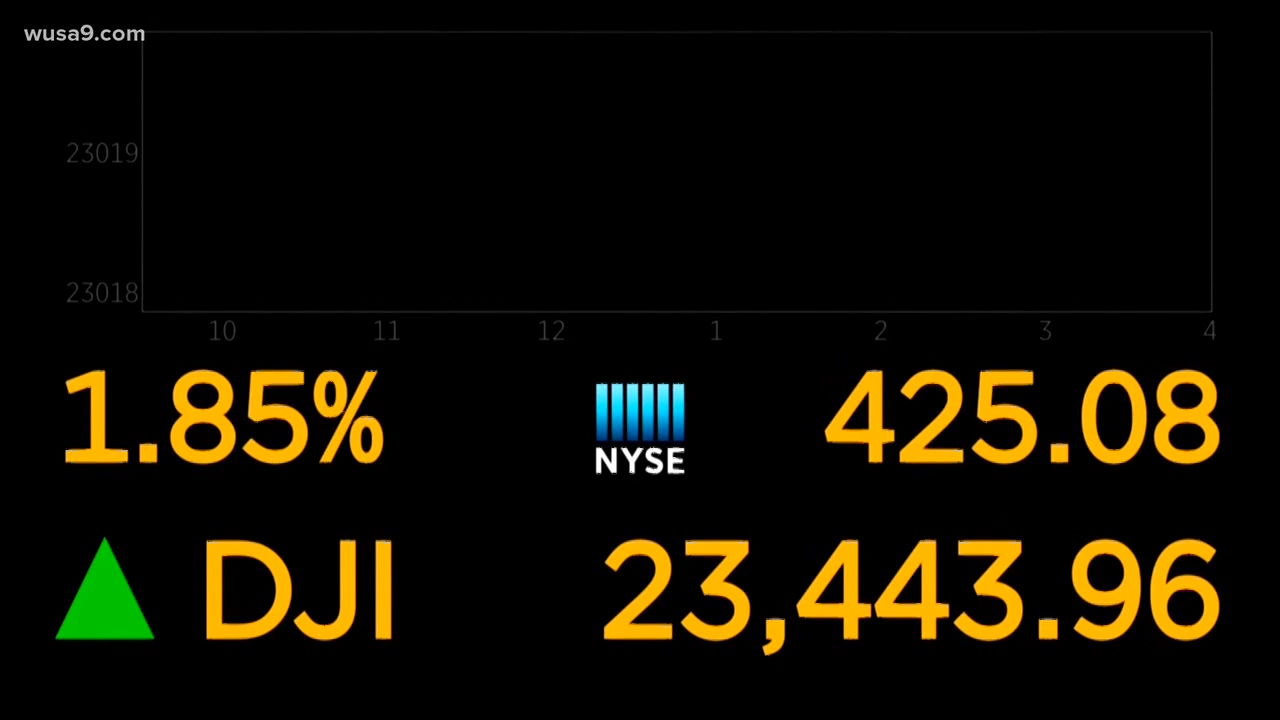 wusa9.com
23019
23018
10 11 12 1 2 3 4
1.85% NYSE 425.08
DJI 23,443.96